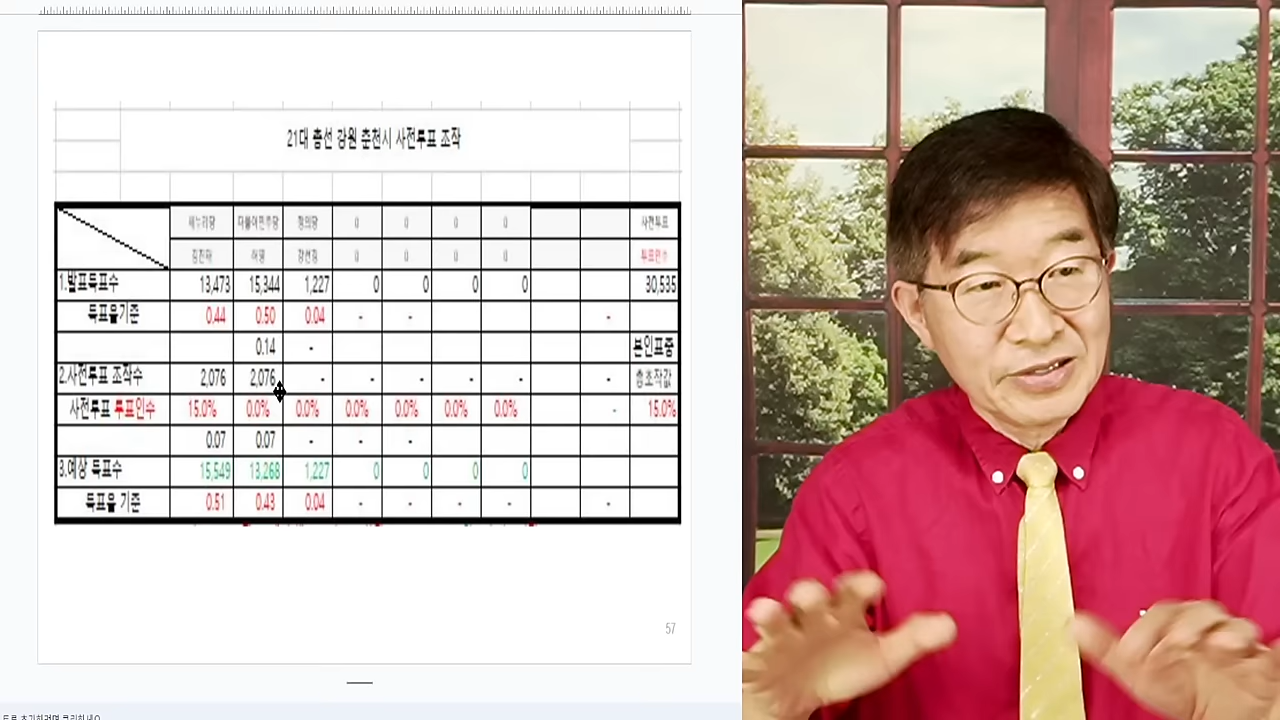 21대 총선 강원 춘천시 사전투표 조작
새누리당 더불어민주당 정의당 0 0 0 0 사전투표
김진태 허영 0 0 0 0 투표인수
1.발표득표수 13,473 15,344 1,227 0 0 0 0 30,535
득표율기준 0.44 0.50 0.04 - - -
0.14 - 본인표중
2.사전투표 조작수 2,076 2,076 - - - - - - 총조작값
사전투표 투표인수 15.0% 0.0% 0.0% 0.0% 0.0% 0.0% 0.0% - 15.0%
0.07 0.07 - - -
3.예상 득표수 15,549 13,268 1,227 0 0 0 0
득표율 기준 0.51 0.43 0.04 - - - - -
57